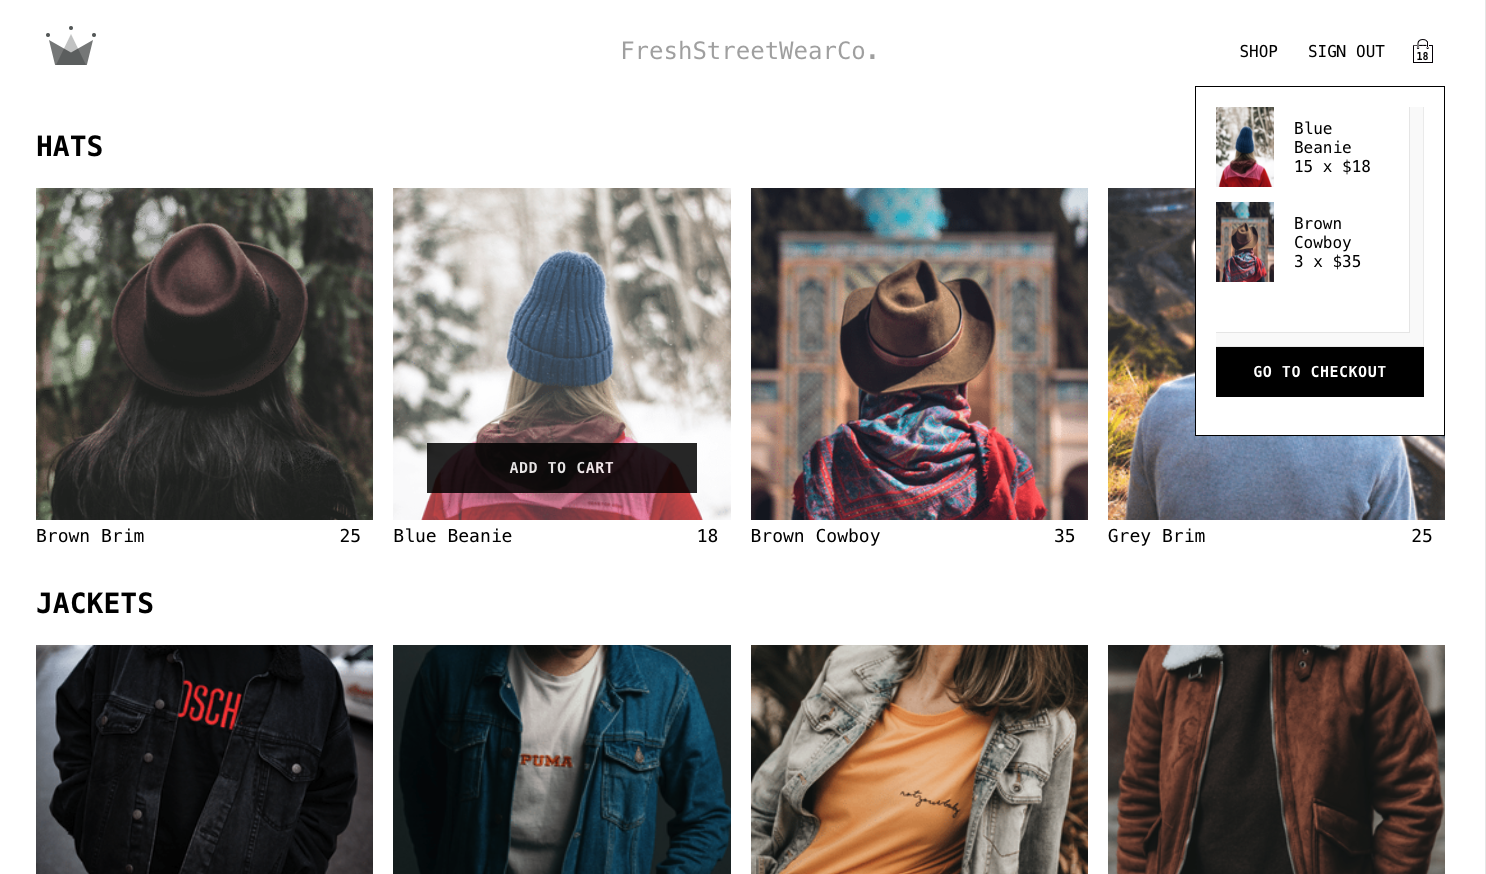 FreshStreetWearCo.
SHOP
SIGN OUT
18
Blue
Beanie
15 x $18
Brown
Cowboy
3 x $35
GO TO CHECKOUT
HATS
ADD TO CART
Brown Brim 25
Blue Beanie 18
Brown Cowboy 35
Grey Brim 25
JACKETS
OSCH
PUMA
notyourbaby